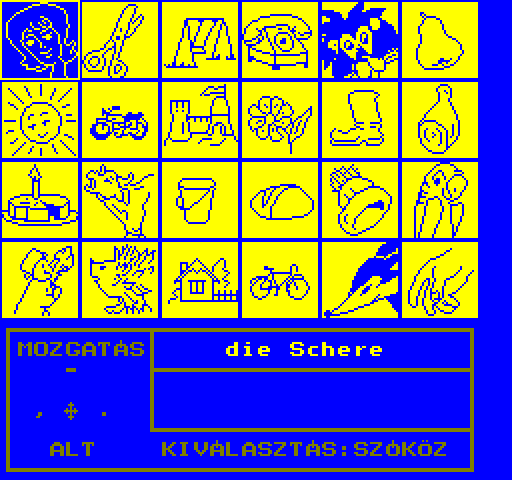 MOZGATÁS
die Schere
- 
, .
ALT
KIVÁLASZTÁS:SZÓKÖZ